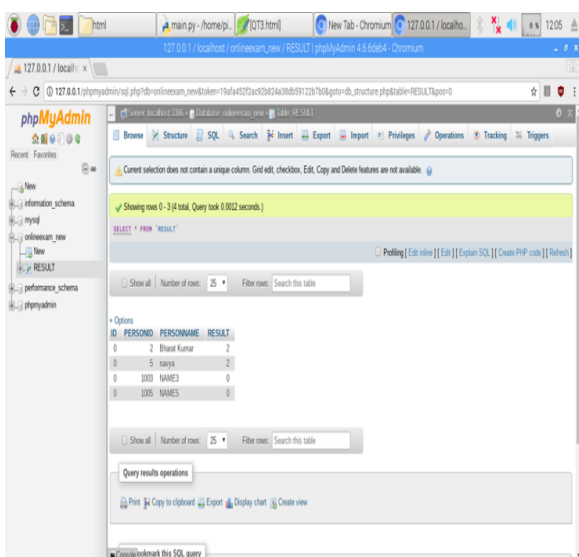 html] main.py - /home/pi... [QT3.html] New Tab - Chromium 127.0.0.1 / localho... 0 % 12:05
127.0.0.1 / localhost / onlineexam_new / RESULT | phpMyAdmin 4.6.6deb4 - Chromium
127.0.0.1 / localh x
127.0.0.1/phpmyadmin/sql.php?db=onlineexam_new&token=19afa452f2ac92b824a38db59122b7b0&goto=db_structure.php&table=RESULT&pos=0
phpMyAdmin
Recent Favorites
New
information_schema
mysql
onlineexam_new
New
RESULT
performance_schema
phpmyadmin
Server: localhost:3306 » Database: onlineexam_new » Table: RESULT
Browse Structure SQL Search Insert Export Import Privileges Operations Tracking Triggers
Current selection does not contain a unique column. Grid edit, checkbox, Edit, Copy and Delete features are not available.
Showing rows 0 - 3 (4 total, Query took 0.0012 seconds.)
SELECT * FROM `RESULT`
Profiling [ Edit inline ] [ Edit ] [ Explain SQL ] [ Create PHP code ] [ Refresh ]
Show all Number of rows: 25 Filter rows: Search this table
+ Options
ID PERSONID PERSONNAME RESULT
0 2 Bharat Kumar 2
0 5 navya 2
0 1003 NAME3 0
0 1005 NAME5 0
Show all Number of rows: 25 Filter rows: Search this table
Query results operations
Print Copy to clipboard Export Display chart Create view
Console
Bookmark this SQL query